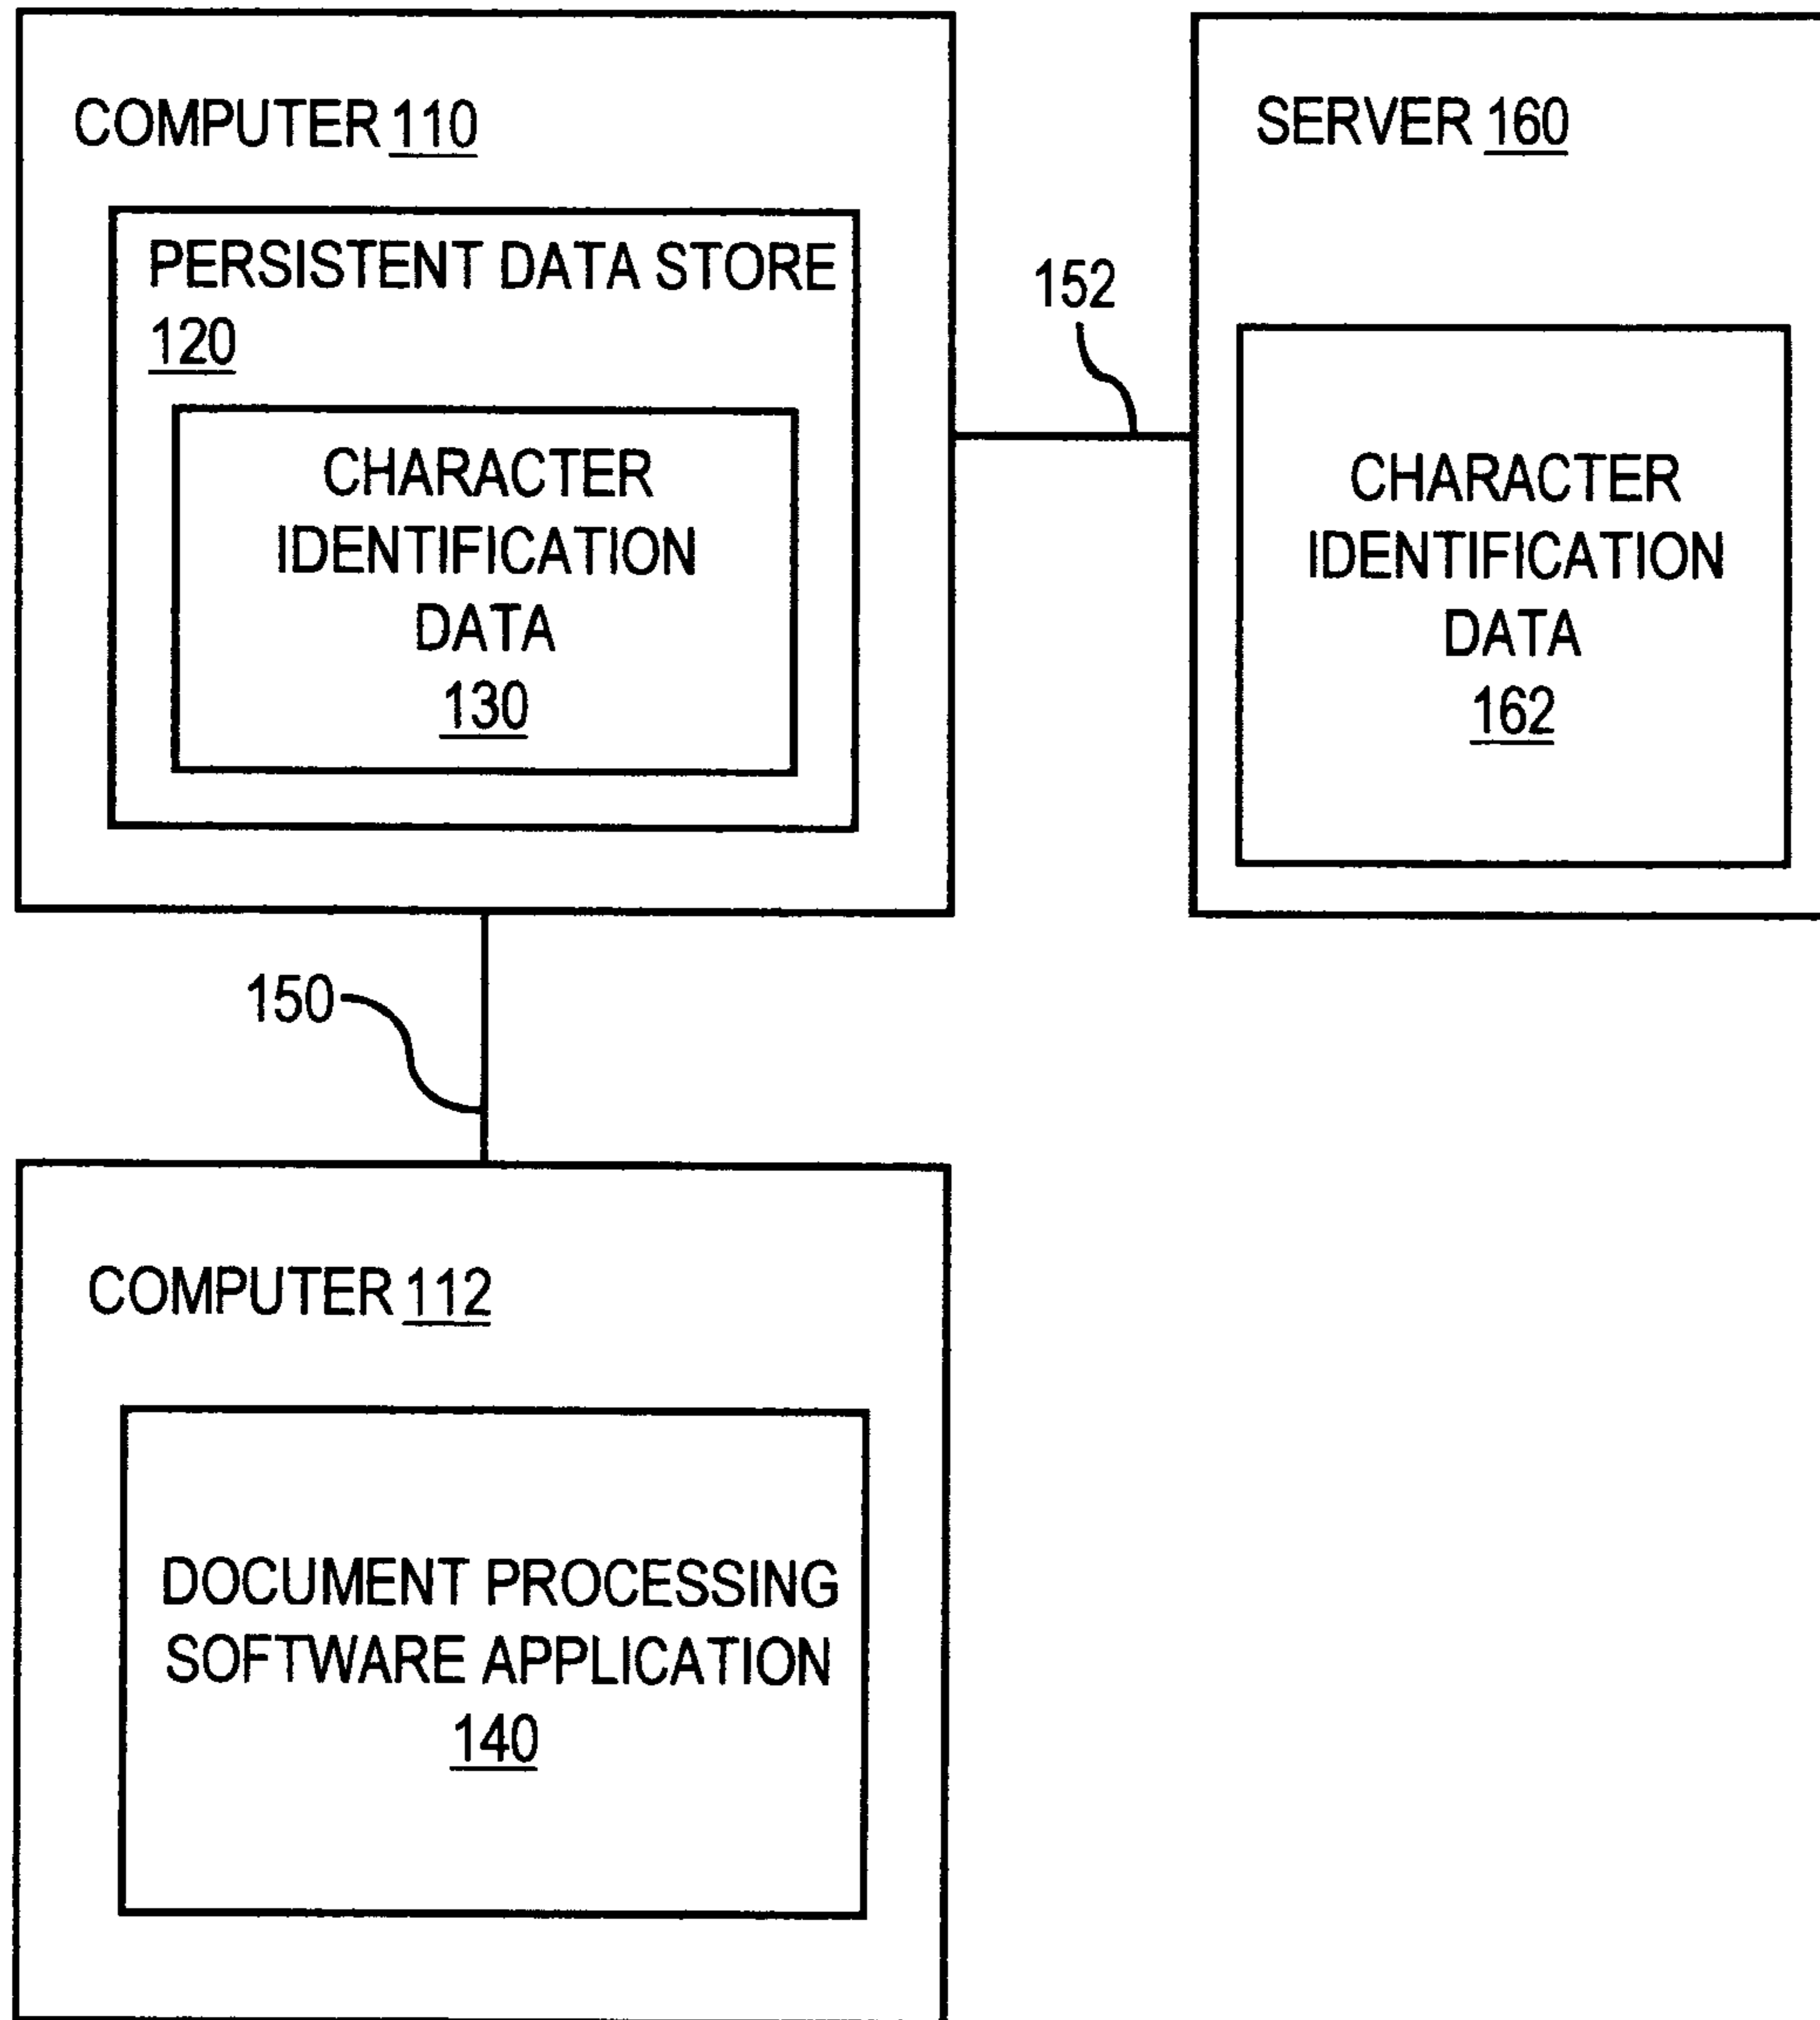 COMPUTER 110
PERSISTENT DATA STORE
120
CHARACTER
IDENTIFICATION
DATA
130
152
SERVER 160
CHARACTER
IDENTIFICATION
DATA
162
150
COMPUTER 112
DOCUMENT PROCESSING
SOFTWARE APPLICATION
140